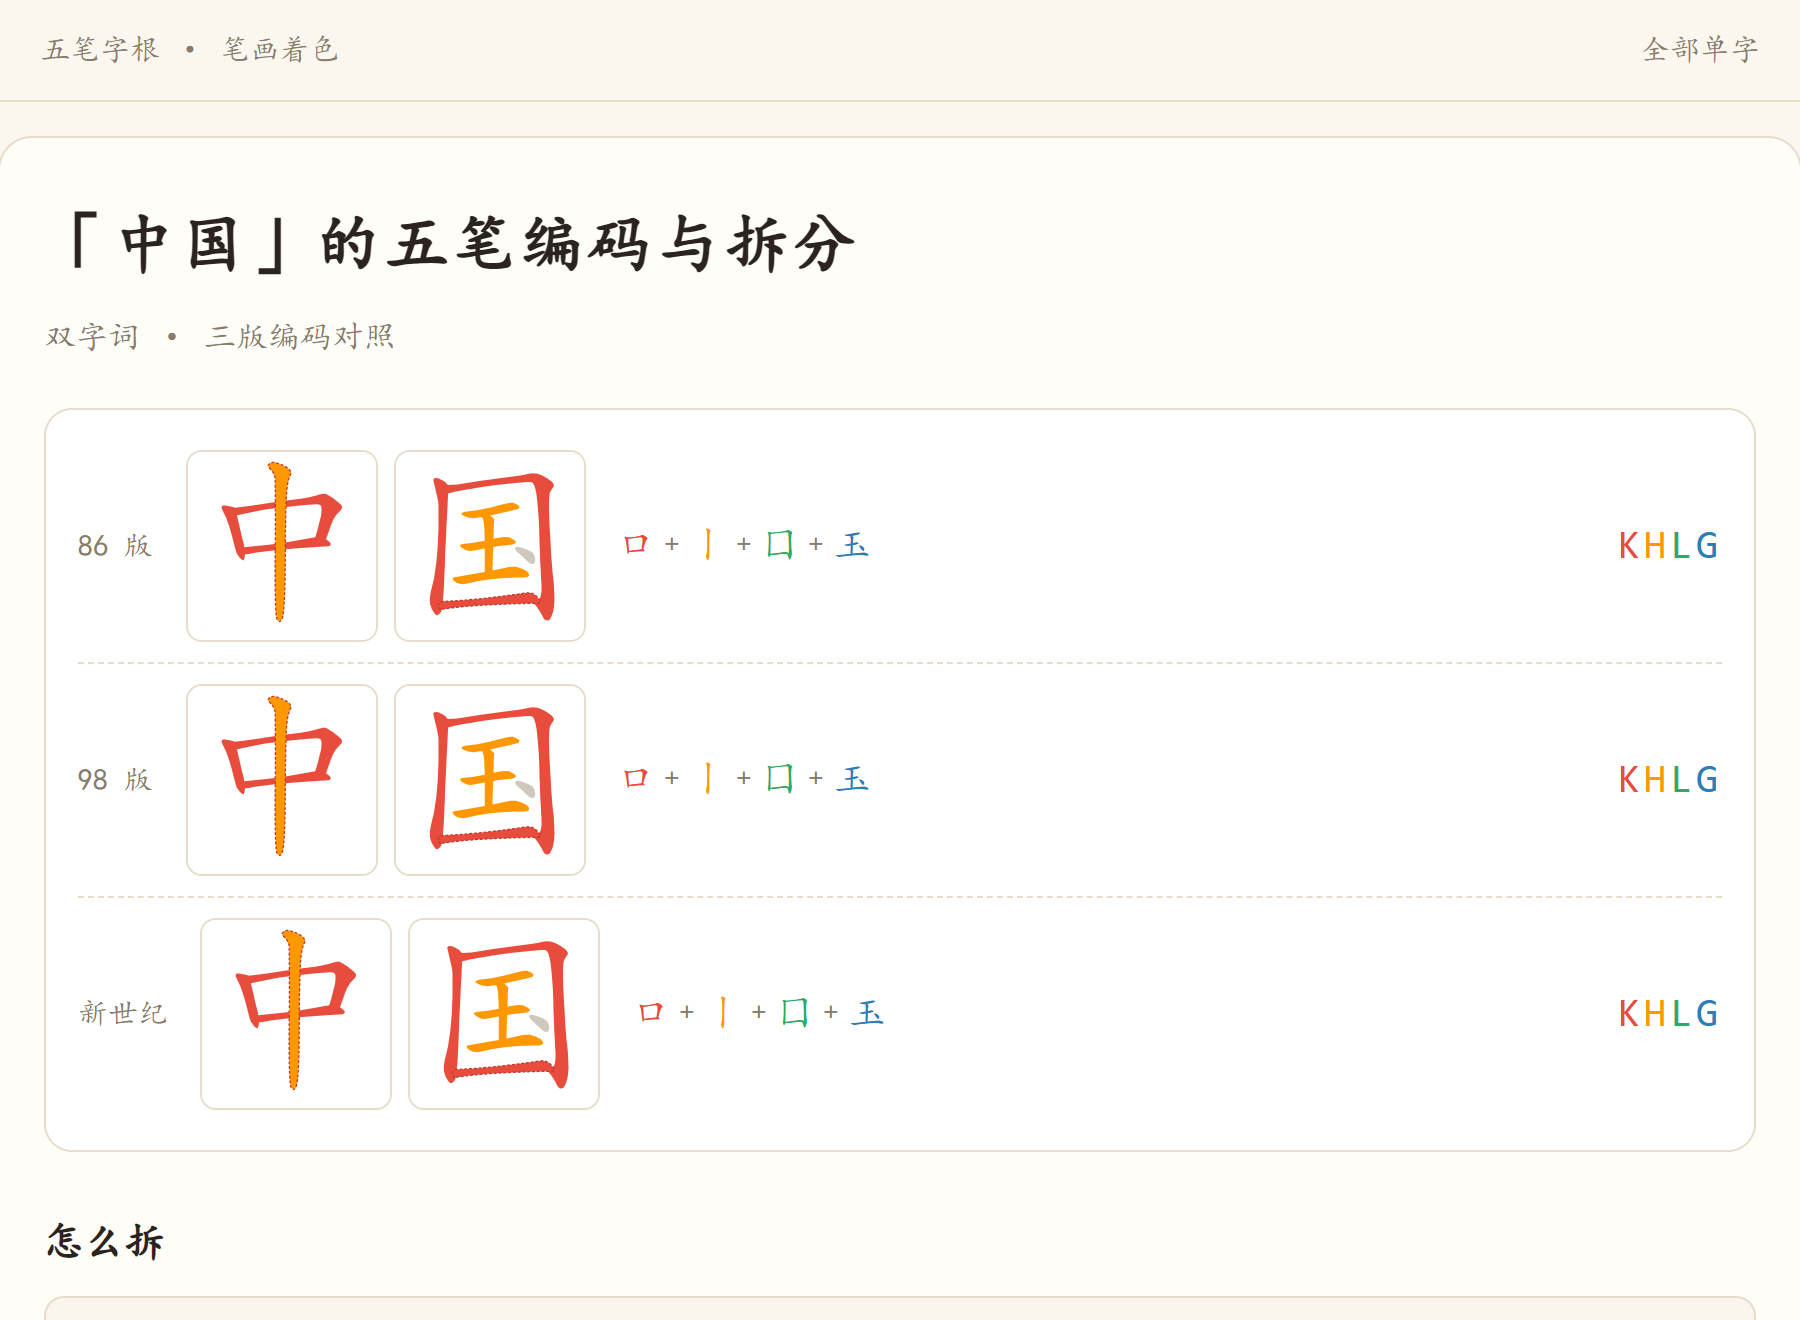 五笔字根 • 笔画着色
全部单字
「中国」的五笔编码与拆分
双字词 • 三版编码对照
86 版 中 国 口 + 丨 + 囗 + 王 KHLG
98 版 中 国 口 + 丨 + 囗 + 王 KHLG
新世纪 中 国 口 + 丨 + 囗 + 王 KHLG
怎么拆